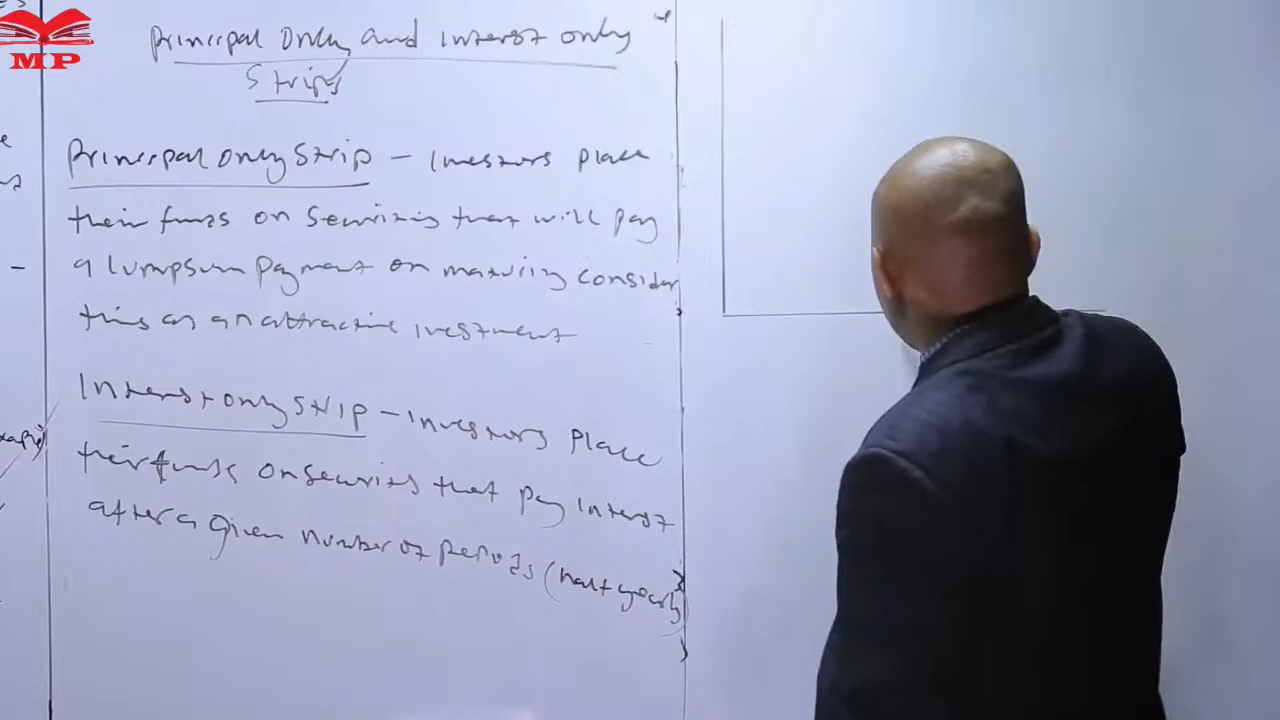 MP
Principal Only and Interest only
Strips
Principal Only Strip – Investors place
their funds on securities that will pay
a lumpsum payment on maturity consider
this as an attractive investment
Interest only STRIP – Investors Place
their funds on securities that pay interest
after a given number of periods (half yearly)